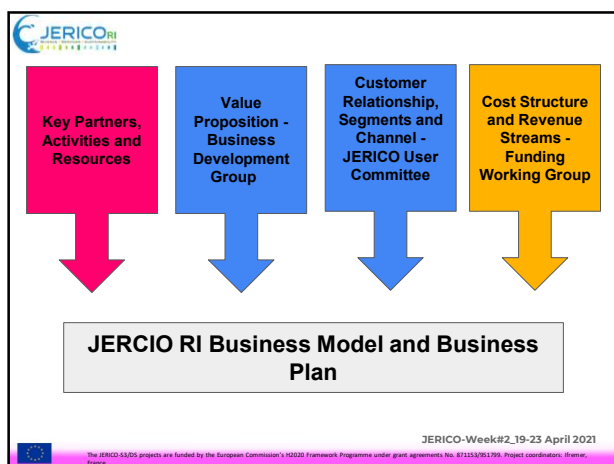 JERICO RI
SCIENCE - SERVICES - SUSTAINABILITY
Key Partners,
Activities and
Resources
Value
Proposition -
Business
Development
Group
Customer
Relationship,
Segments and
Channel -
JERICO User
Committee
Cost Structure
and Revenue
Streams -
Funding
Working Group
JERCIO RI Business Model and Business
Plan
JERICO-Week#2_19-23 April 2021
The JERICO-S3/DS projects are funded by the European Commission's H2020 Framework Programme under grant agreements No. 871153/951799. Project coordinators: Ifremer,
France